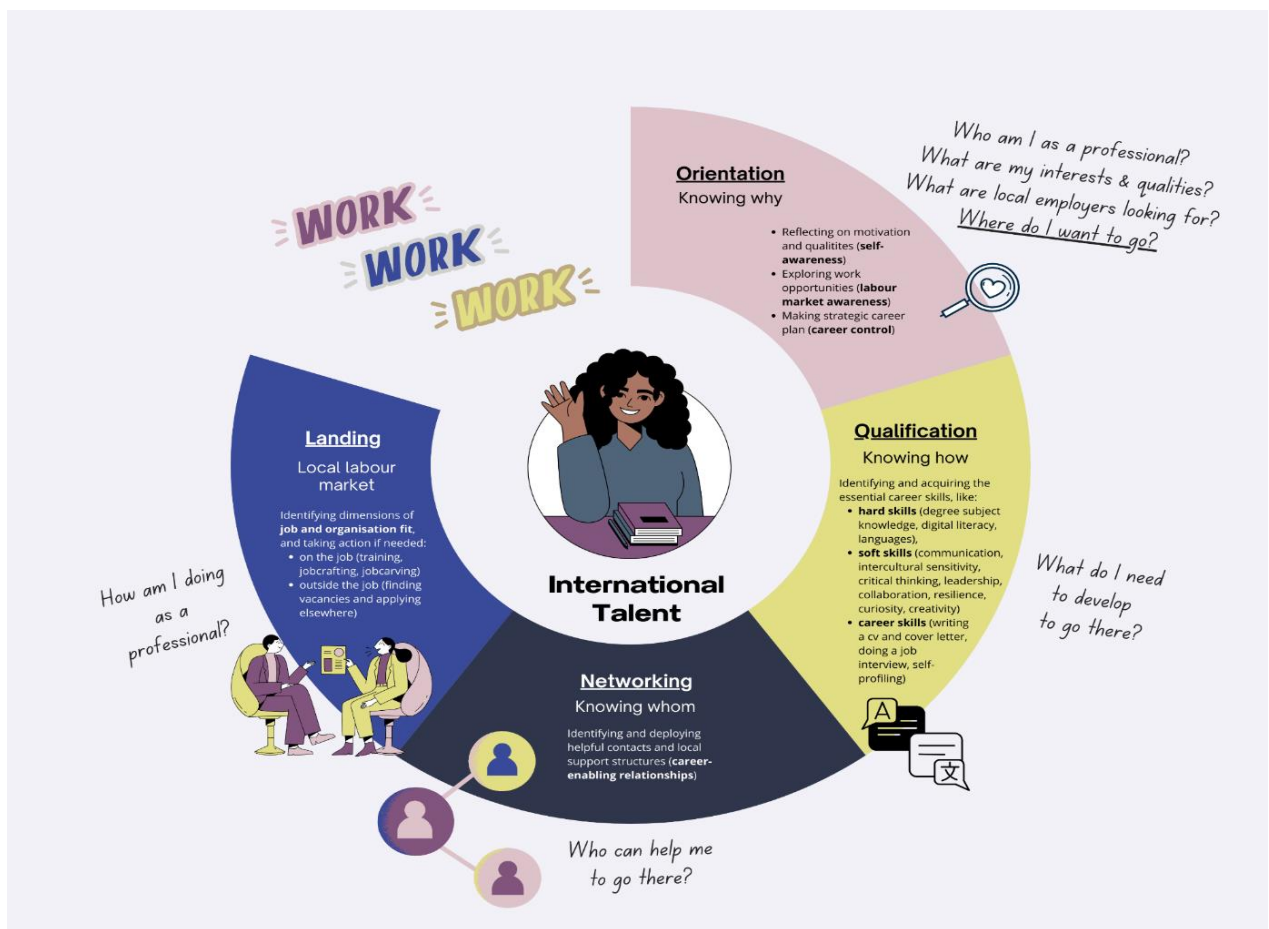 WORK
WORK
WORK
Orientation
Knowing why
• Reflecting on motivation
and qualitites (self-
awareness)
• Exploring work
opportunities (labour
market awareness)
• Making strategic career
plan (career control)
Who am I as a professional?
What are my interests & qualities?
What are local employers looking for?
Where do I want to go?
Qualification
Knowing how
Identifying and acquiring the
essential career skills, like:
• hard skills (degree subject
knowledge, digital literacy,
languages),
• soft skills (communication,
intercultural sensitivity,
critical thinking, leadership,
collaboration, resilience,
curiosity, creativity)
• career skills (writing
a cv and cover letter,
doing a job
interview, self-
profiling)
What do I need
to develop
to go there?
A
文
Networking
Knowing whom
Identifying and deploying
helpful contacts and local
support structures (career-
enabling relationships)
Who can help me
to go there?
Landing
Local labour
market
Identifying dimensions of
job and organisation fit,
and taking action if needed:
• on the job (training,
jobcrafting, jobcarving)
• outside the job (finding
vacancies and applying
elsewhere)
How am I doing
as a
professional?
International
Talent